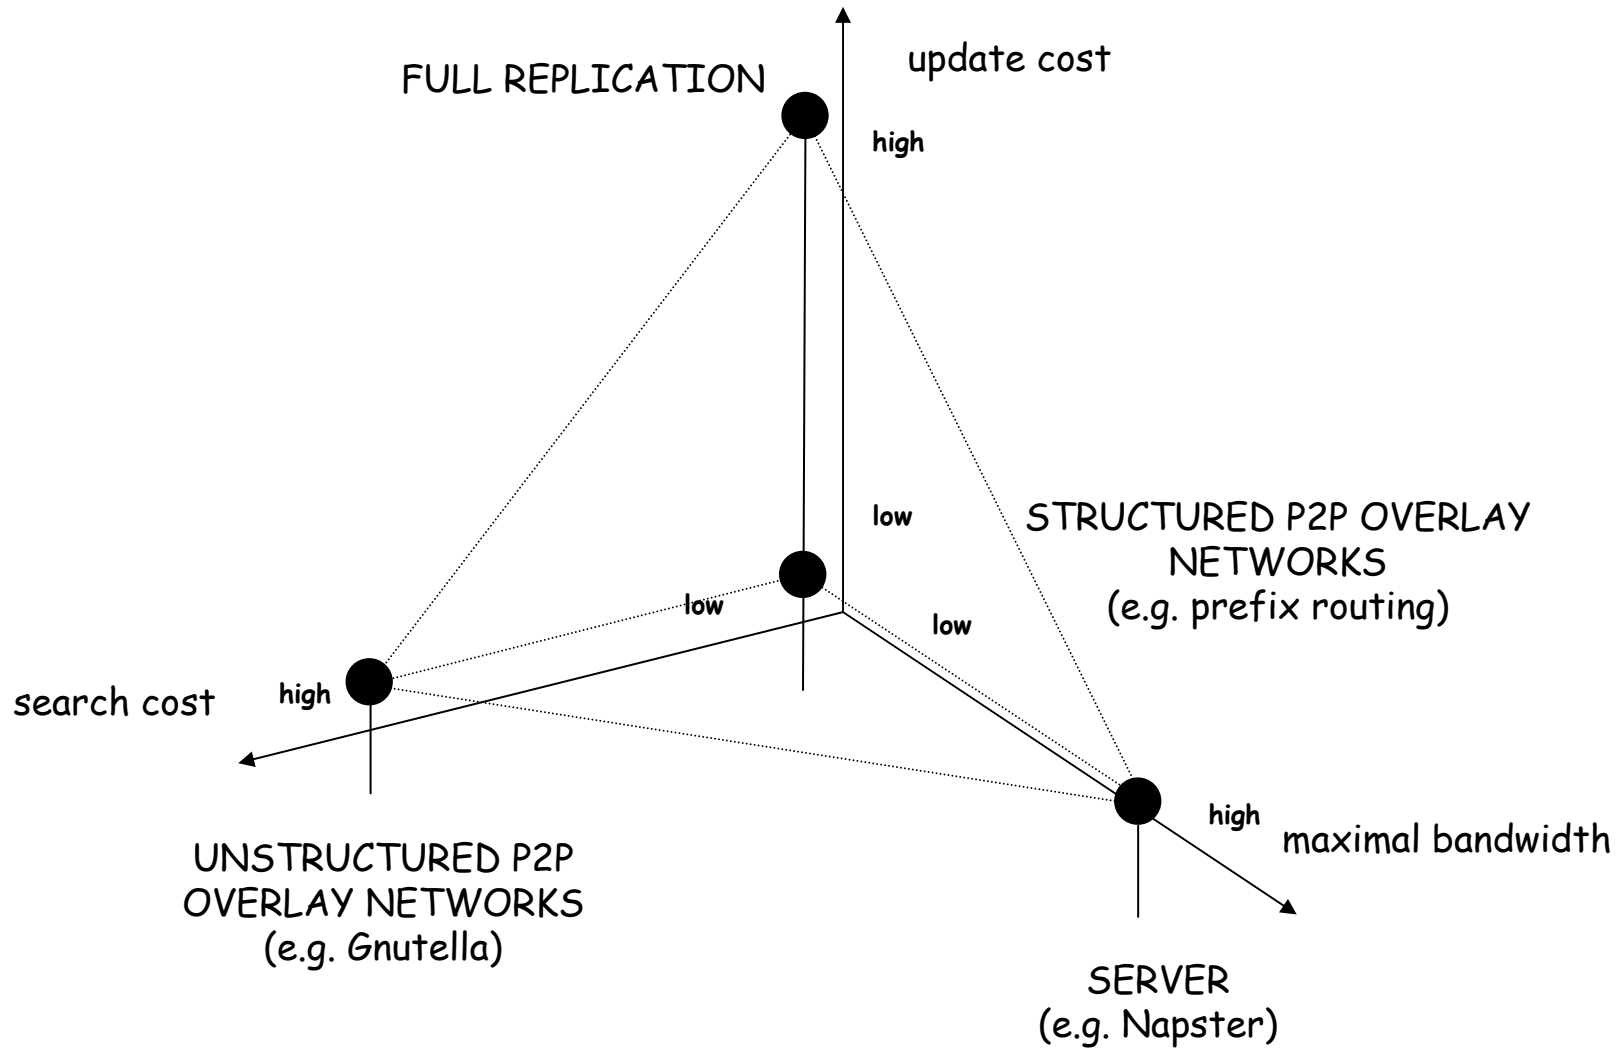 update cost
FULL REPLICATION
high
low
STRUCTURED P2P OVERLAY
NETWORKS
(e.g. prefix routing)
low
low
search cost
high
high
maximal bandwidth
UNSTRUCTURED P2P
OVERLAY NETWORKS
(e.g. Gnutella)
SERVER
(e.g. Napster)